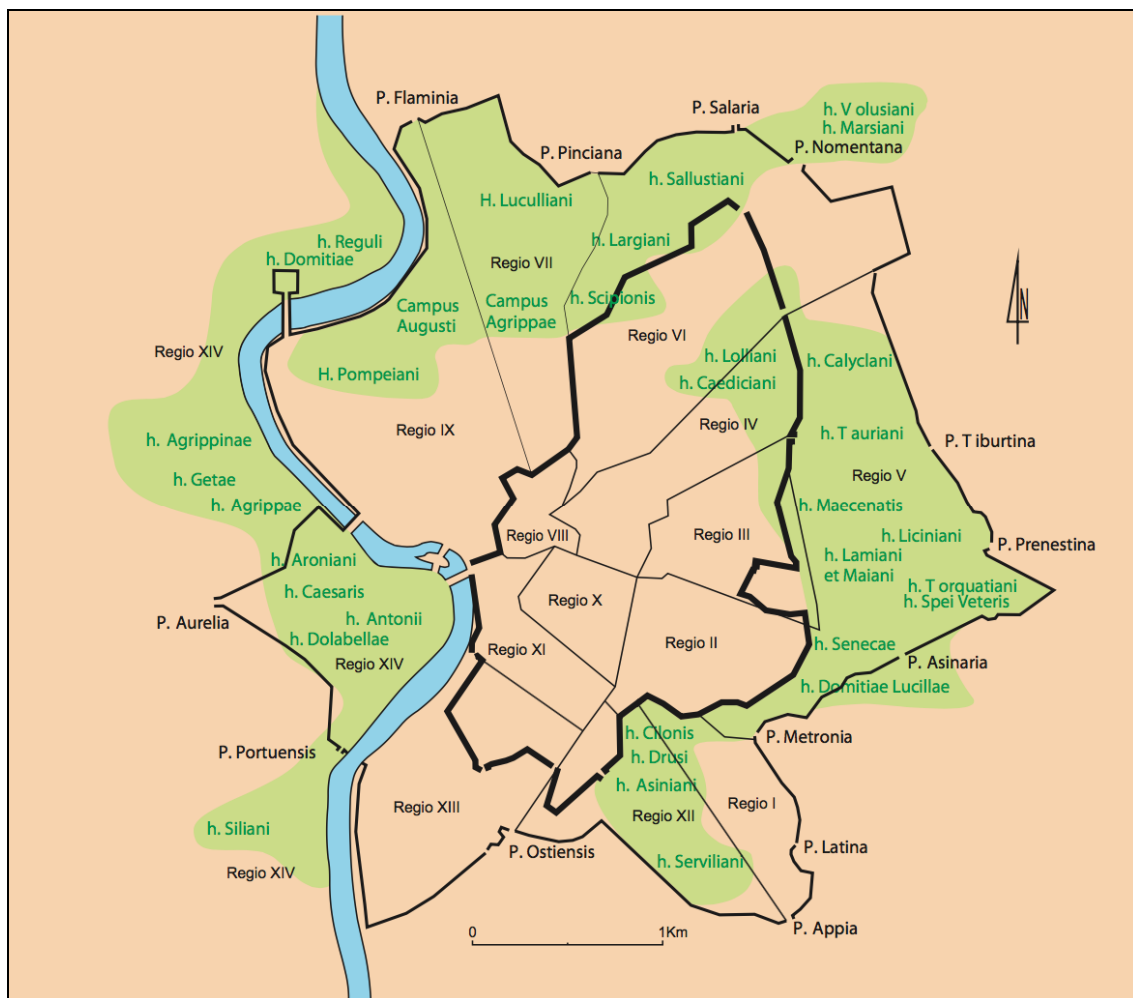 P. Flaminia
P. Salaria
h. V olusiani
h. Marsiani
P. Nomentana
P. Pinciana
h. Sallustiani
H. Luculliani
h. Reguli
h. Domitiae
h. Largiani
Regio VII
h. Scipionis
Campus
Augusti
Campus
Agrippae
N
Regio XIV
Regio VI
h. Lolliani
h. Calyclani
H. Pompeiani
h. Caediciani
Regio IX
Regio IV
h. T auriani
P. T iburtina
h. Agrippinae
Regio V
h. Getae
h. Agrippae
h. Maecenatis
Regio VIII
Regio III
h. Liciniani
P. Prenestina
h. Aroniani
h. Lamiani
et Maiani
h. Caesaris
h. T orquatiani
h. Spei Veteris
Regio X
P. Aurelia
h. Antonii
h. Dolabellae
Regio XIV
Regio XI
Regio II
h. Senecae
P. Asinaria
h. Domitiae Lucillae
P. Portuensis
h. Cilonis
P. Metronia
h. Drusi
h. Asiniani
Regio XIII
Regio XII
Regio I
h. Siliani
P. Ostiensis
P. Latina
h. Serviliani
Regio XIV
P. Appia
0
1Km